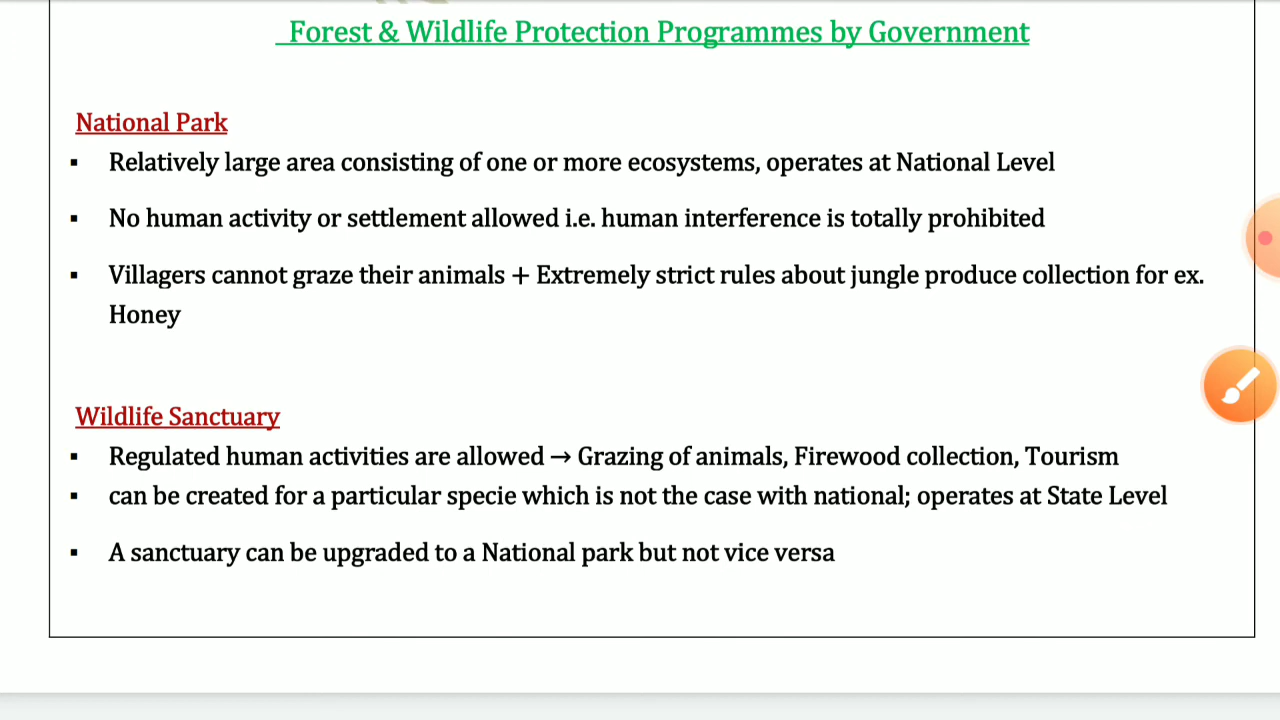 Forest & Wildlife Protection Programmes by Government
National Park
▪ Relatively large area consisting of one or more ecosystems, operates at National Level
▪ No human activity or settlement allowed i.e. human interference is totally prohibited
▪ Villagers cannot graze their animals + Extremely strict rules about jungle produce collection for ex.
Honey
Wildlife Sanctuary
▪ Regulated human activities are allowed → Grazing of animals, Firewood collection, Tourism
▪ can be created for a particular specie which is not the case with national; operates at State Level
▪ A sanctuary can be upgraded to a National park but not vice versa